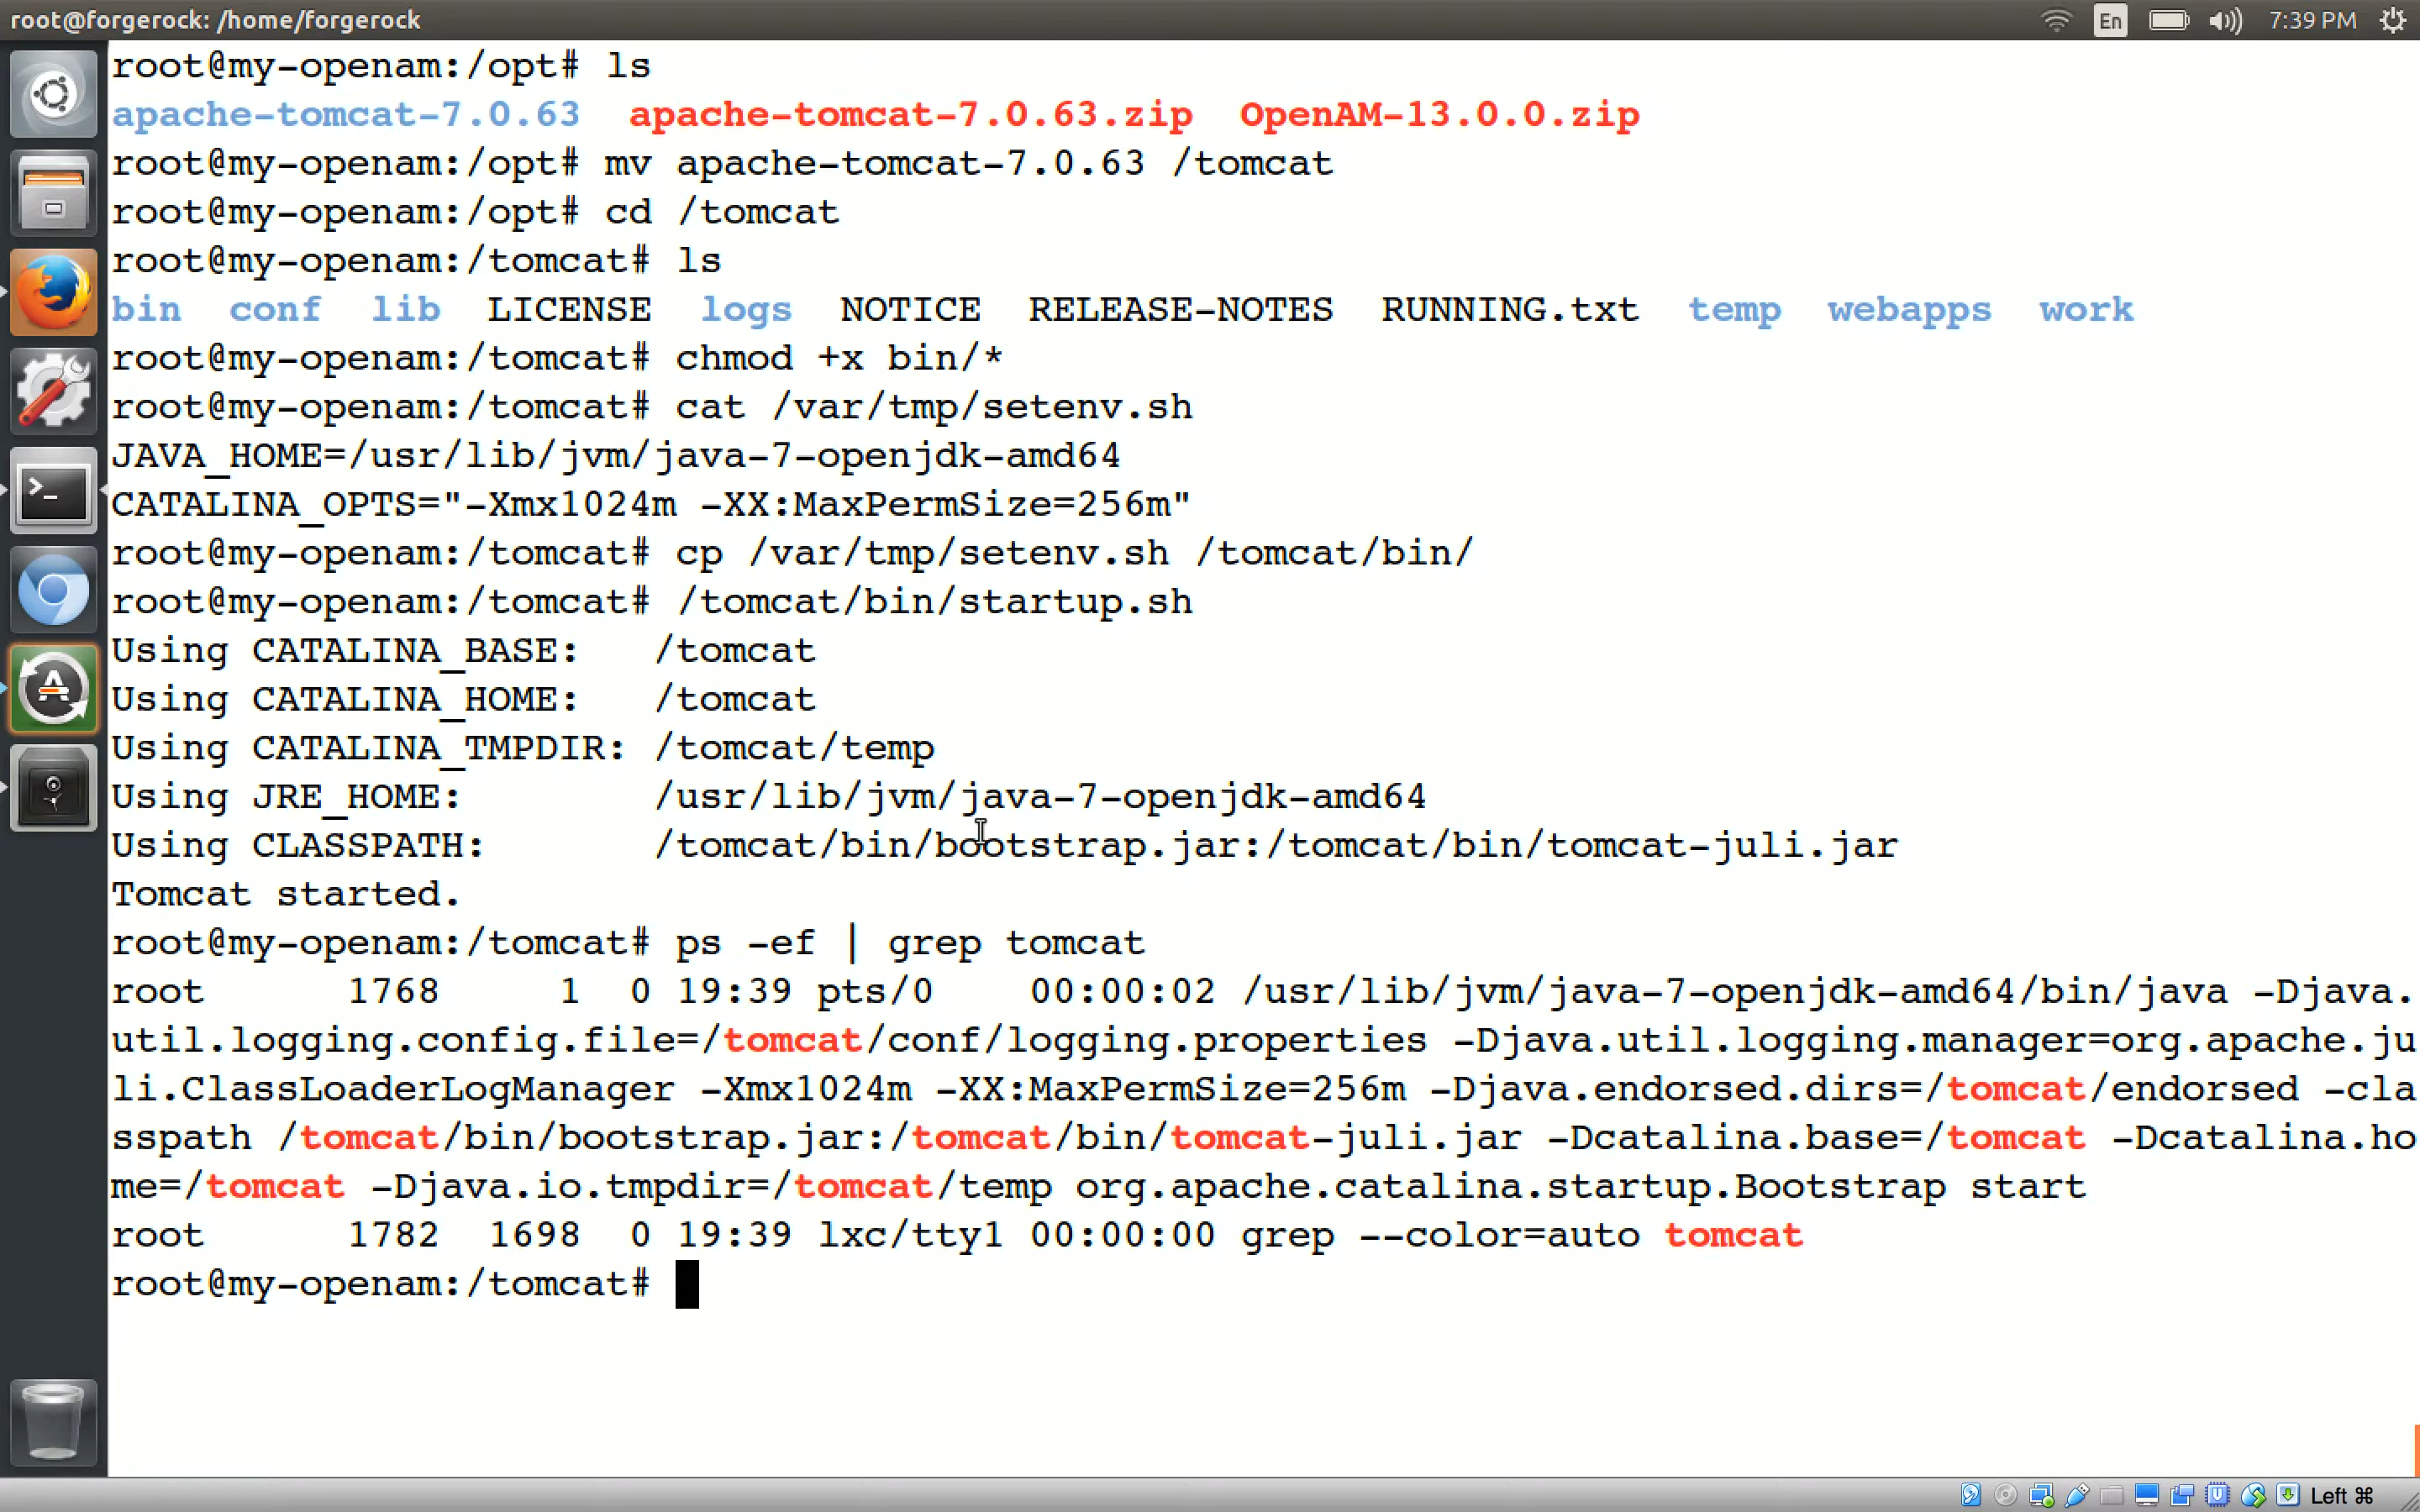 root@forgerock: /home/forgerock
En
7:39 PM
root@my-openam:/opt# ls
apache-tomcat-7.0.63  apache-tomcat-7.0.63.zip  OpenAM-13.0.0.zip
root@my-openam:/opt# mv apache-tomcat-7.0.63 /tomcat
root@my-openam:/opt# cd /tomcat
root@my-openam:/tomcat# ls
bin  conf  lib  LICENSE  logs  NOTICE  RELEASE-NOTES  RUNNING.txt  temp  webapps  work
root@my-openam:/tomcat# chmod +x bin/*
root@my-openam:/tomcat# cat /var/tmp/setenv.sh
JAVA_HOME=/usr/lib/jvm/java-7-openjdk-amd64
CATALINA_OPTS="-Xmx1024m -XX:MaxPermSize=256m"
root@my-openam:/tomcat# cp /var/tmp/setenv.sh /tomcat/bin/
root@my-openam:/tomcat# /tomcat/bin/startup.sh
Using CATALINA_BASE:   /tomcat
Using CATALINA_HOME:   /tomcat
Using CATALINA_TMPDIR: /tomcat/temp
Using JRE_HOME:        /usr/lib/jvm/java-7-openjdk-amd64
Using CLASSPATH:       /tomcat/bin/bootstrap.jar:/tomcat/bin/tomcat-juli.jar
Tomcat started.
root@my-openam:/tomcat# ps -ef | grep tomcat
root      1768     1  0 19:39 pts/0    00:00:02 /usr/lib/jvm/java-7-openjdk-amd64/bin/java -Djava.
util.logging.config.file=/tomcat/conf/logging.properties -Djava.util.logging.manager=org.apache.ju
li.ClassLoaderLogManager -Xmx1024m -XX:MaxPermSize=256m -Djava.endorsed.dirs=/tomcat/endorsed -cla
sspath /tomcat/bin/bootstrap.jar:/tomcat/bin/tomcat-juli.jar -Dcatalina.base=/tomcat -Dcatalina.ho
me=/tomcat -Djava.io.tmpdir=/tomcat/temp org.apache.catalina.startup.Bootstrap start
root      1782  1698  0 19:39 lxc/tty1 00:00:00 grep --color=auto tomcat
root@my-openam:/tomcat#
Left ⌘